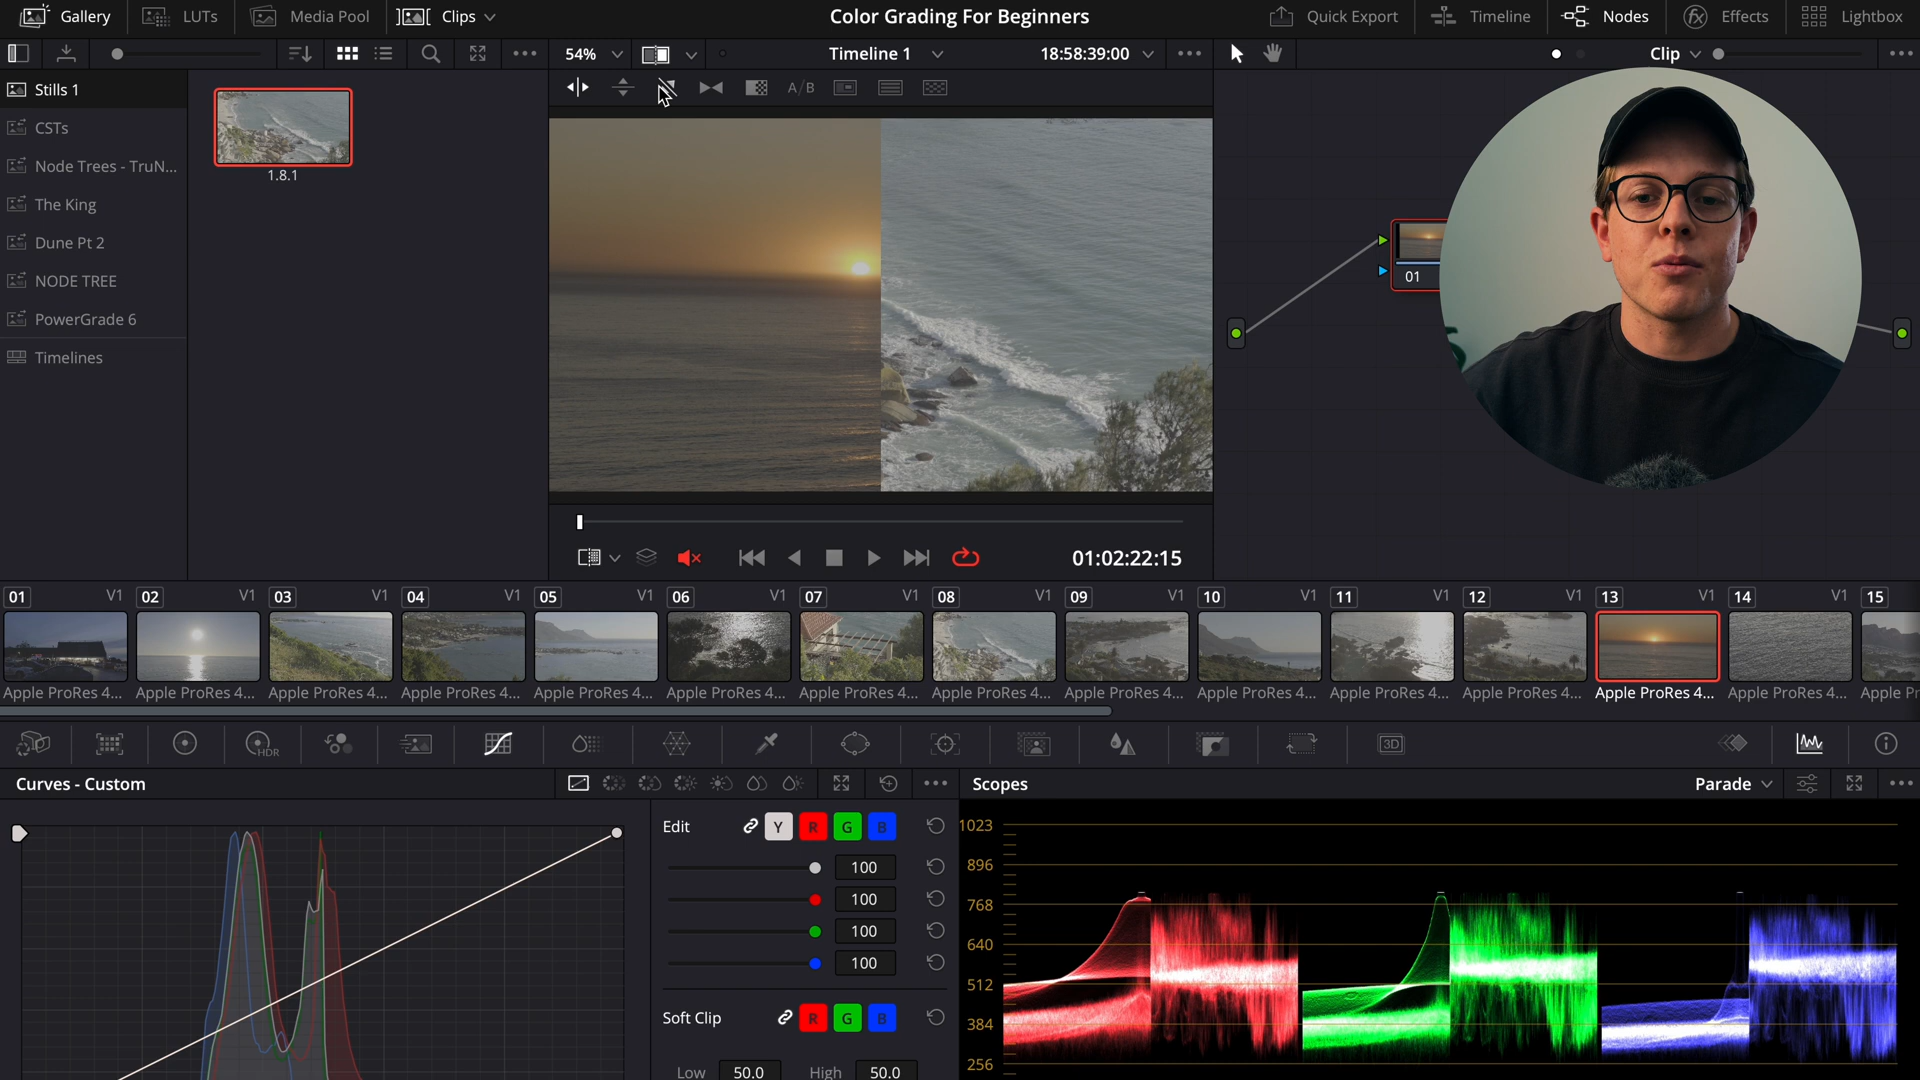 Gallery LUTs Media Pool Clips Color Grading For Beginners Quick Export Timeline Nodes Effects Lightbox
54% Timeline 1 18:58:39:00 Clip
A/B
Stills 1
CSTs
Node Trees - TruN...
The King
Dune Pt 2
NODE TREE
PowerGrade 6
Timelines
1.8.1
01
01:02:22:15
01 V1 02 V1 03 V1 04 V1 05 V1 06 V1 07 V1 08 V1 09 V1 10 V1 11 V1 12 V1 13 V1 14 V1 15
Apple ProRes 4... Apple ProRes 4... Apple ProRes 4... Apple ProRes 4... Apple ProRes 4... Apple ProRes 4... Apple ProRes 4... Apple ProRes 4... Apple ProRes 4... Apple ProRes 4... Apple ProRes 4... Apple ProRes 4... Apple ProRes 4... Apple ProRes 4... Apple Pr
HDR 3D
Curves - Custom
Edit Y R G B
100
100
100
100
Soft Clip R G B
Low 50.0 High 50.0
Scopes Parade
1023
896
768
640
512
384
256